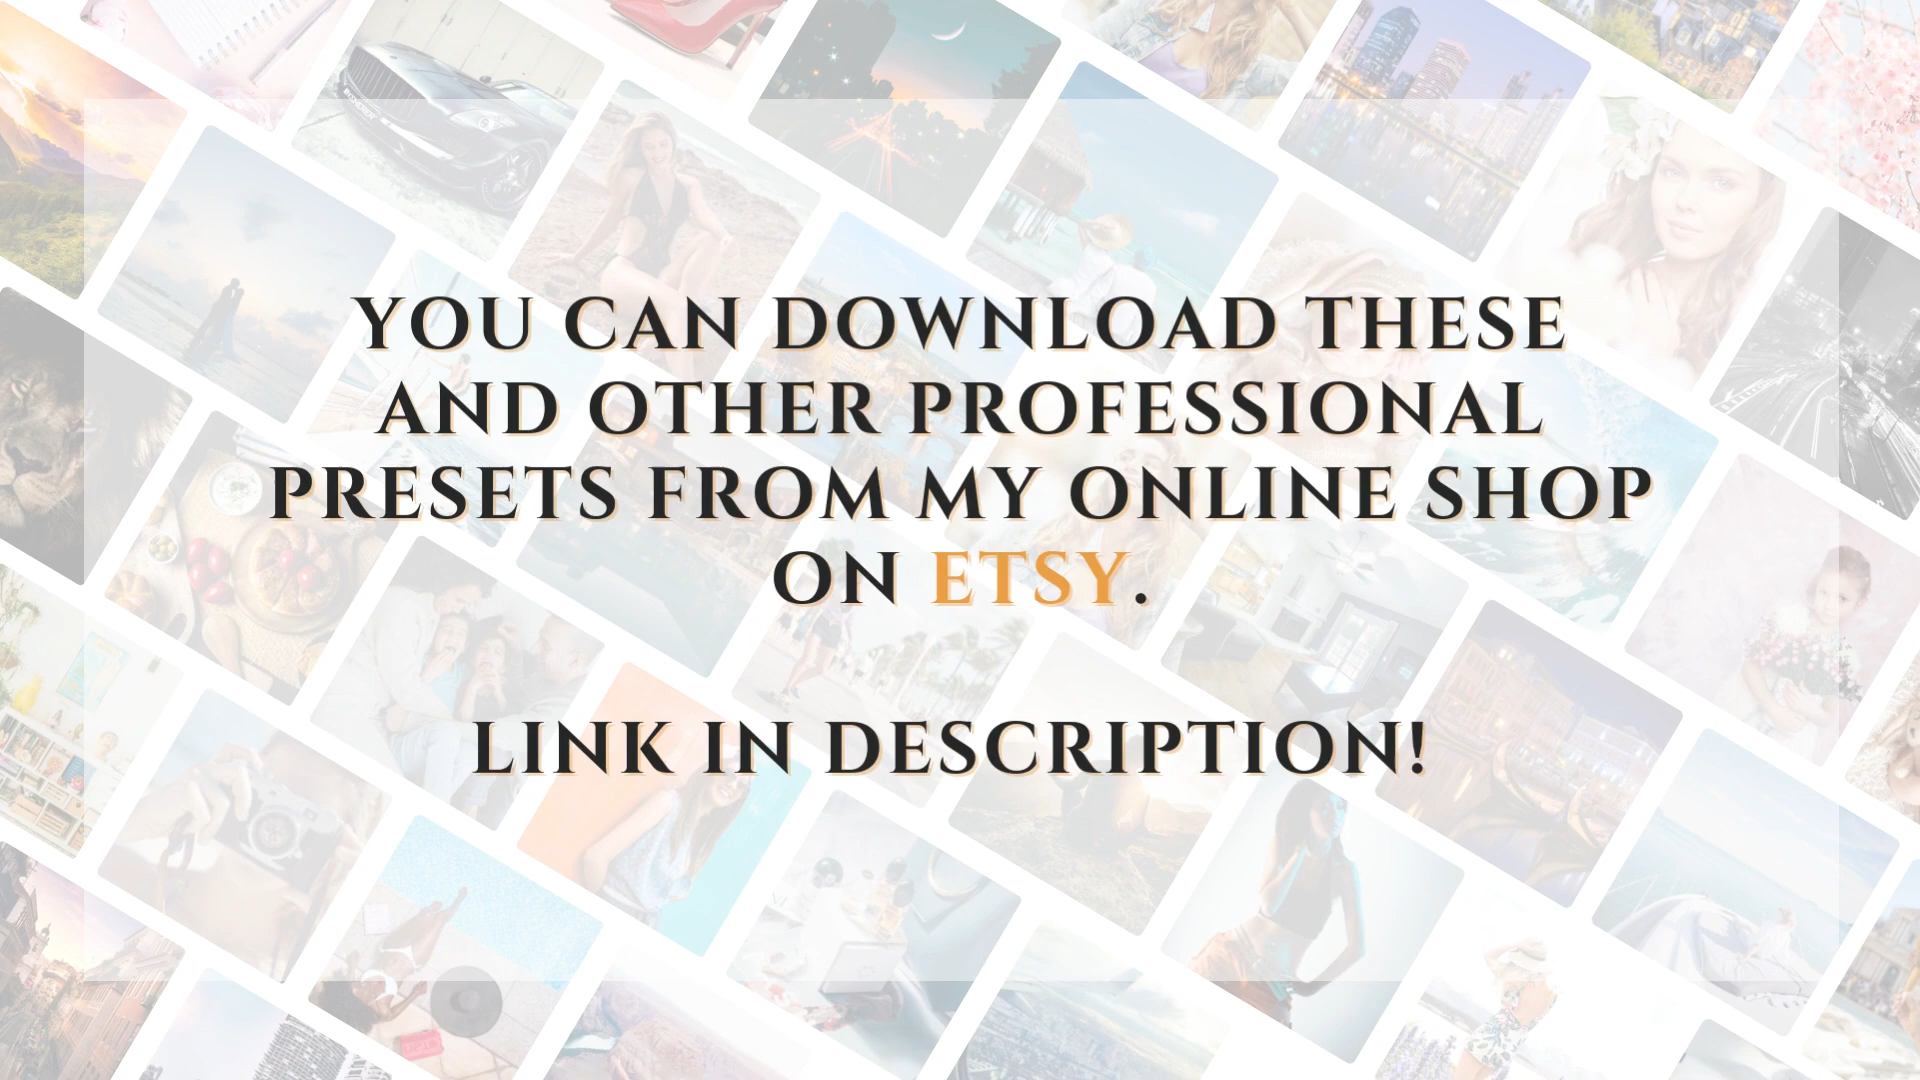 YOU CAN DOWNLOAD THESE
AND OTHER PROFESSIONAL
PRESETS FROM MY ONLINE SHOP
ON ETSY.
LINK IN DESCRIPTION!